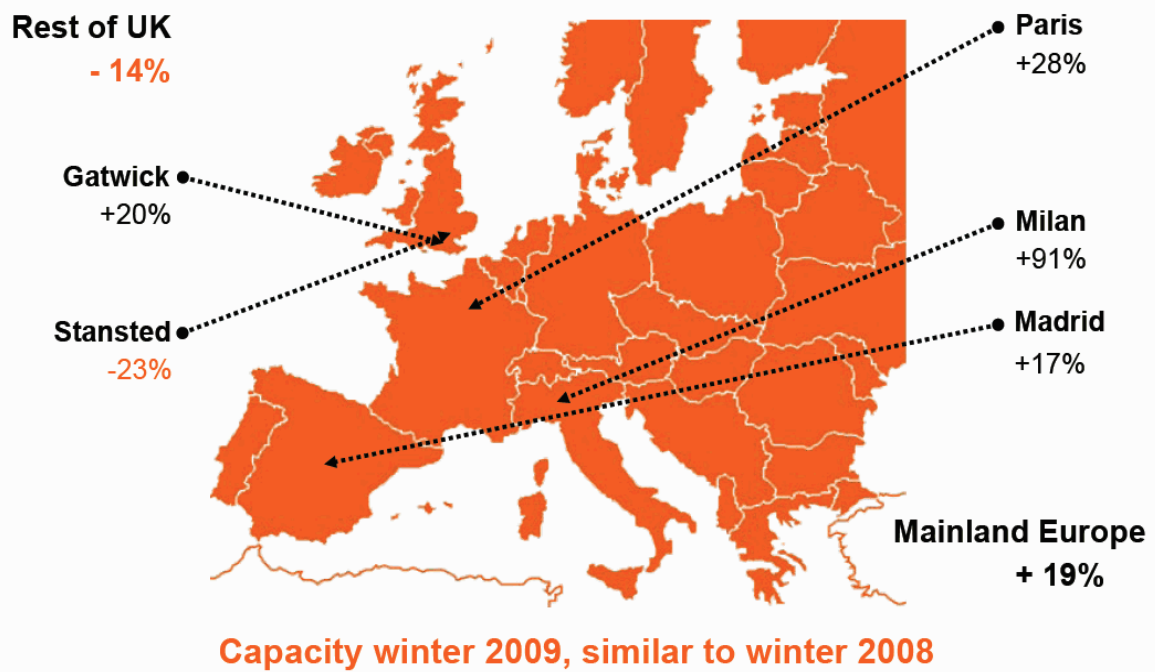 Rest of UK
- 14%
Gatwick
+20%
Stansted
-23%
Paris
+28%
Milan
+91%
Madrid
+17%
Mainland Europe
+ 19%
Capacity winter 2009, similar to winter 2008